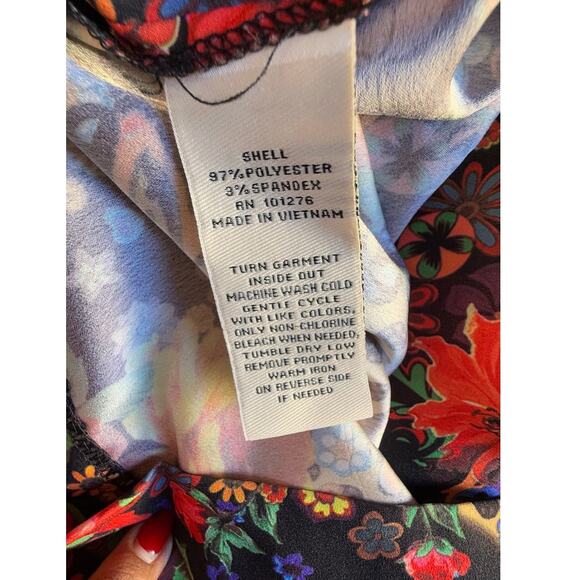 SHELL
97% POLYESTER
3% SPANDEX
RN 101276
MADE IN VIETNAM
TURN GARMENT
INSIDE OUT
MACHINE WASH COLD
GENTLE CYCLE
WITH LIKE COLORS,
ONLY NON-CHLORINE
BLEACH WHEN NEEDED,
TUMBLE DRY LOW
REMOVE PROMPTLY
WARM IRON
ON REVERSE SIDE
IF NEEDED